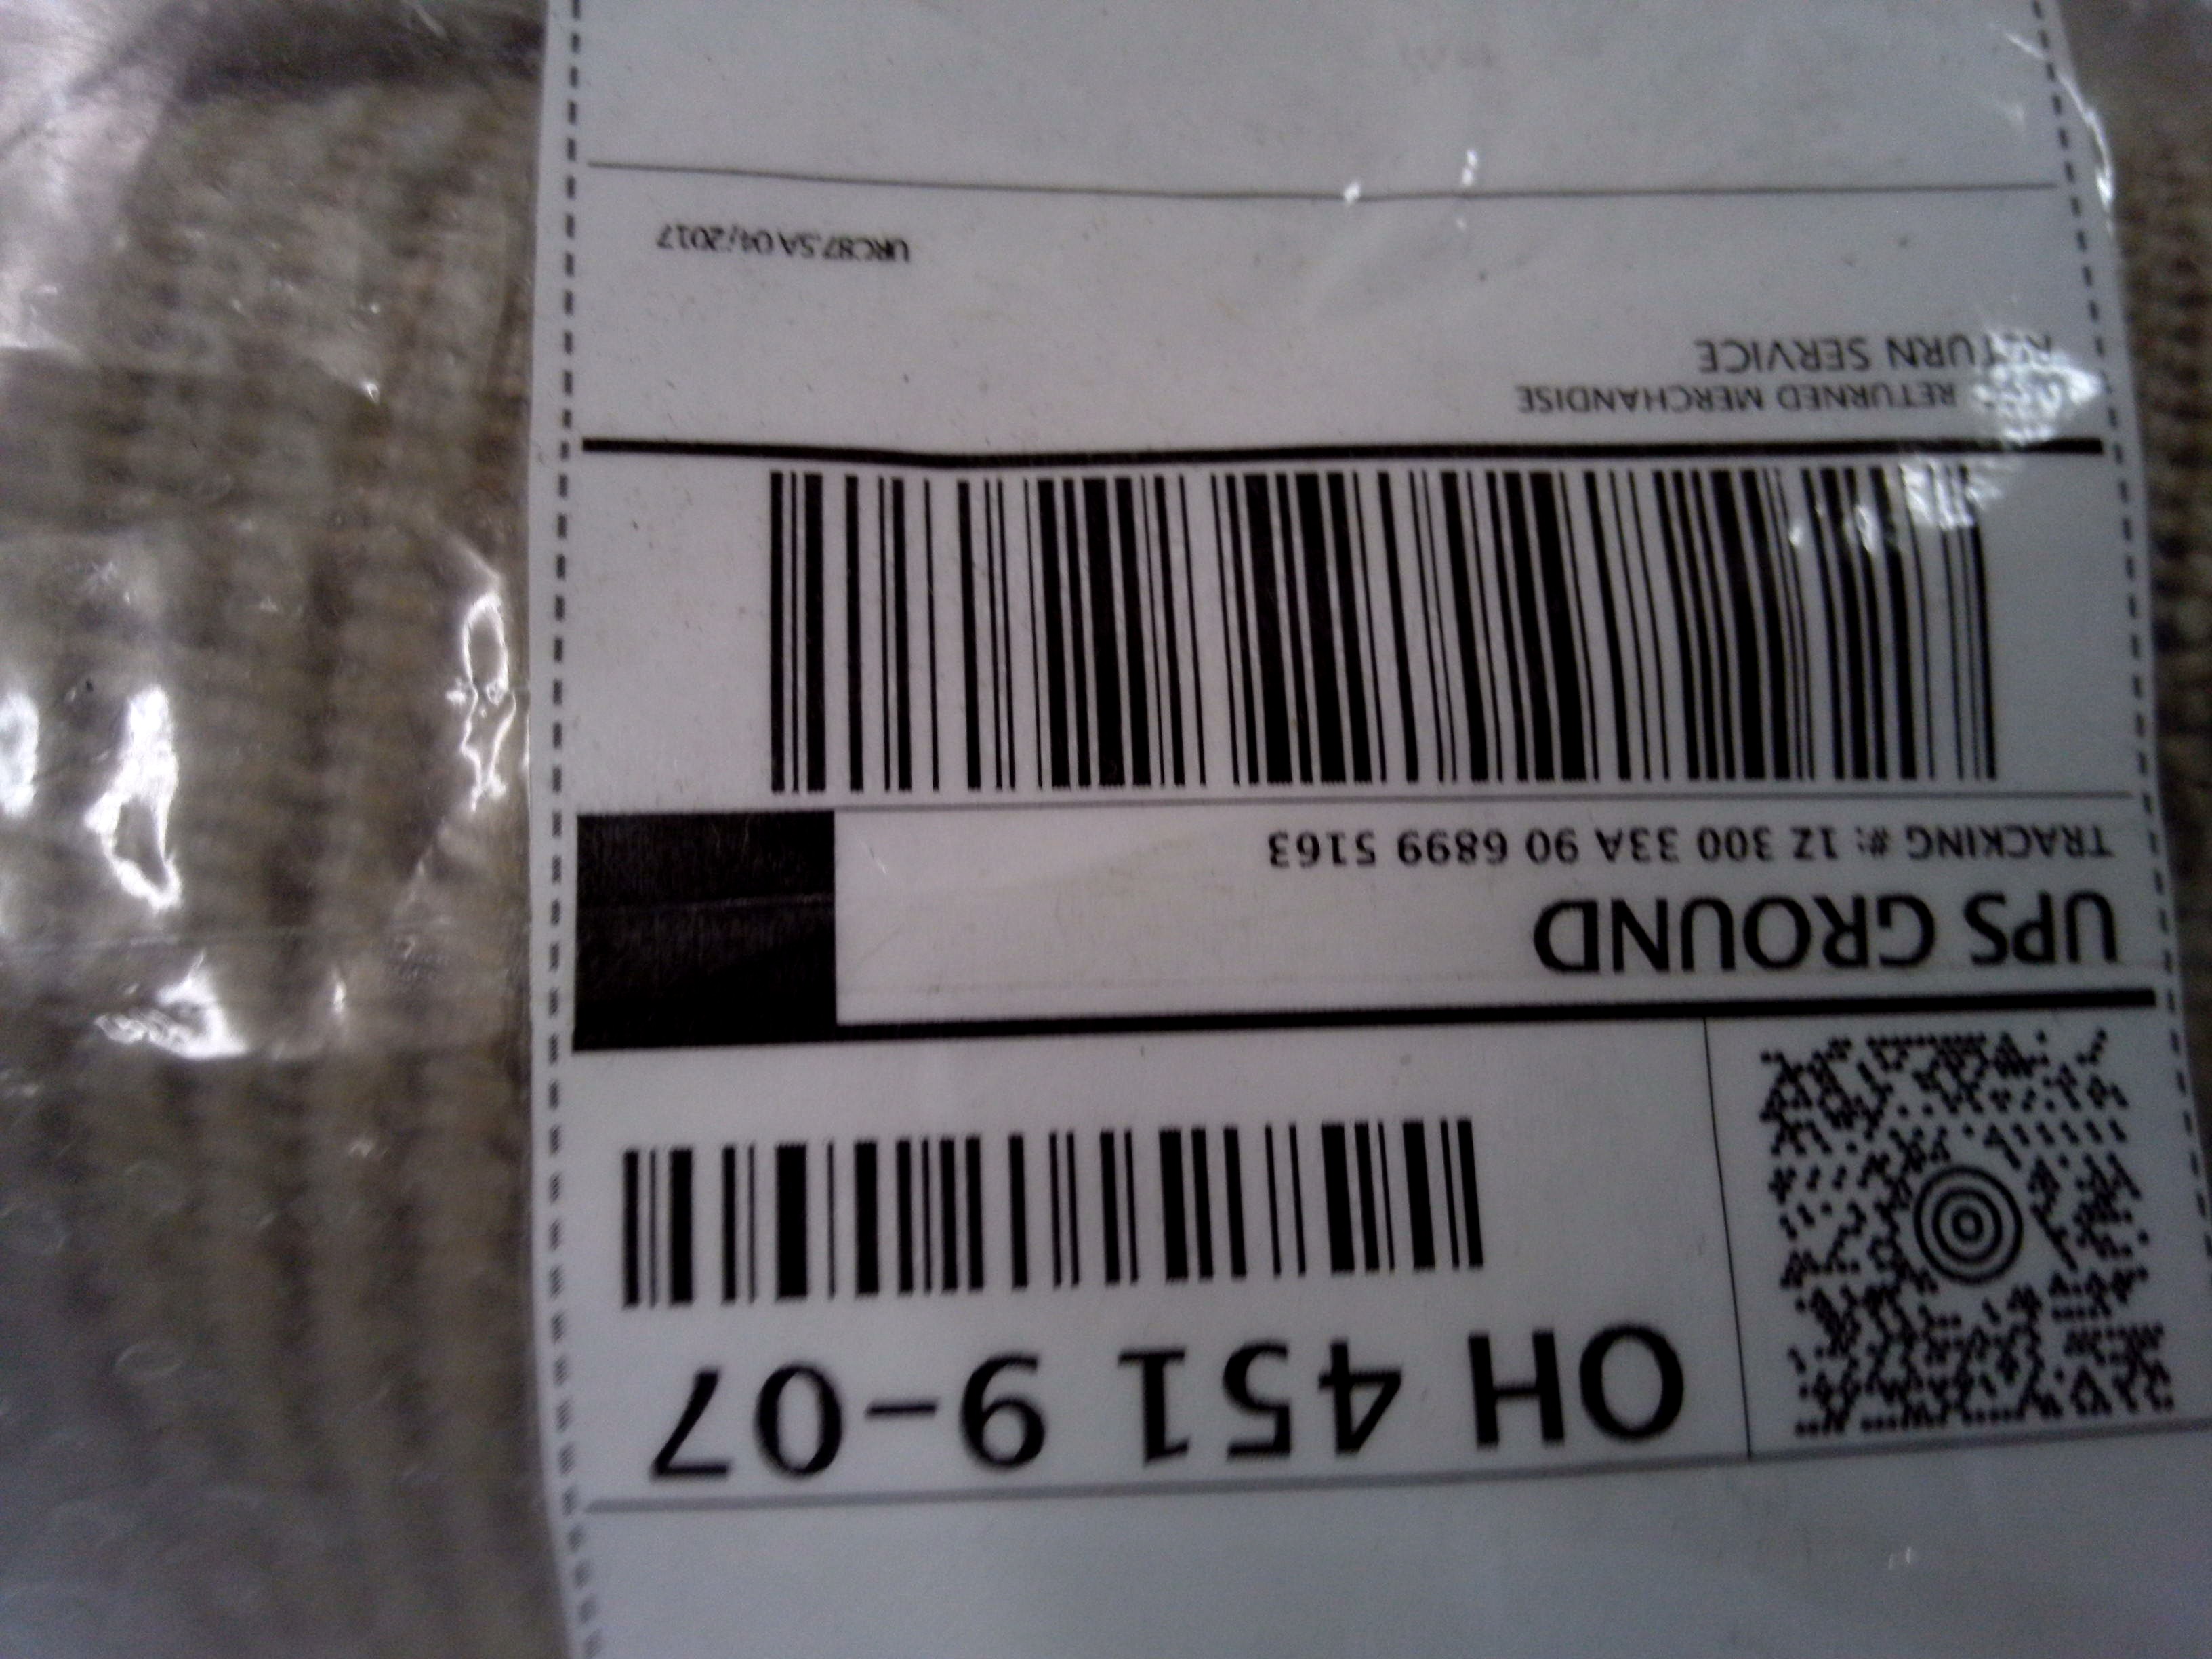 OH 451 9-07
UPS GROUND
TRACKING #: 1Z 300 33A 90 6899 5163
RETURNED MERCHANDISE
RETURN SERVICE
URC87.5A 04/2017